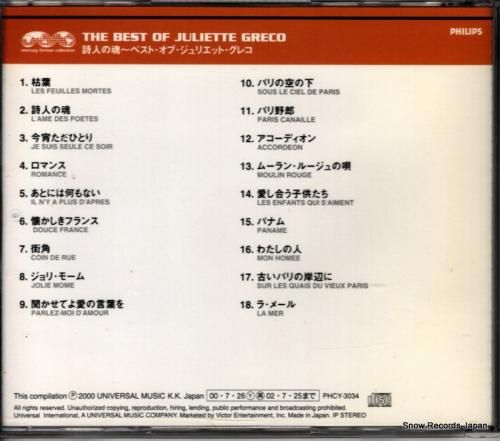 mercury forever collection
THE BEST OF JULIETTE GRECO
詩人の魂~ベスト・オブ・ジュリエット・グレコ
PHILIPS
1. 枯葉
LES FEUILLES MORTES
2. 詩人の魂
L'AME DES POETES
3. 今宵ただひとり
JE SUIS SEULE CE SOIR
4. ロマンス
ROMANCE
5. あとには何もない
IL N'Y A PLUS D'APRES
6. 懐かしきフランス
DOUCE FRANCE
7. 街角
COIN DE RUE
8. ジョリ・モーム
JOLIE MOME
9. 聞かせてよ愛の言葉を
PARLEZ-MOI D'AMOUR
10. パリの空の下
SOUS LE CIEL DE PARIS
11. パリ野郎
PARIS CANAILLE
12. アコーディオン
ACCORDEON
13. ムーラン・ルージュの唄
MOULIN ROUGE
14. 愛し合う子供たち
LES ENFANTS QUI S'AIMENT
15. パナム
PANAME
16. わたしの人
MON HOMEE
17. 古いパリの岸辺に
SUR LES QUAIS DU VIEUX PARIS
18. ラ・メール
LA MER
This compilation Ⓟ 2000 UNIVERSAL MUSIC K.K. Japan 00・7・26 Ⓨ 再 02・7・25まで PHCY-3034
All rights reserved. Unauthorized copying, reproduction, hiring, lending, public performance and broadcasting prohibited.
Universal International, A UNIVERSAL MUSIC COMPANY. Marketed by Victor Entertainment, Inc. Made in Japan. IP STEREO
Snow Records Japan